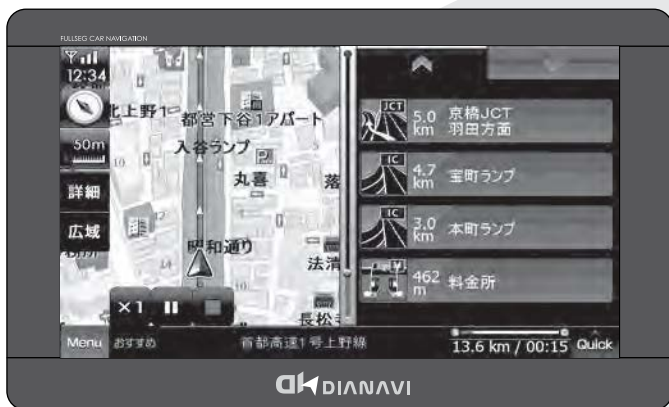 FULLSEG CAR NAVIGATION
12:34
50m
詳細
広域
北上野1
都営下谷1アパート
入谷ランプ
丸喜
落
昭和通り
法清
長松寺
×1
Menu
おすすめ
首都高速1号上野線
JCT
5.0 km
京橋JCT
羽田方面
IC
4.7 km
宝町ランプ
IC
3.0 km
本町ランプ
¥
462 m
料金所
13.6 km / 00:15
Quick
DIANAVI